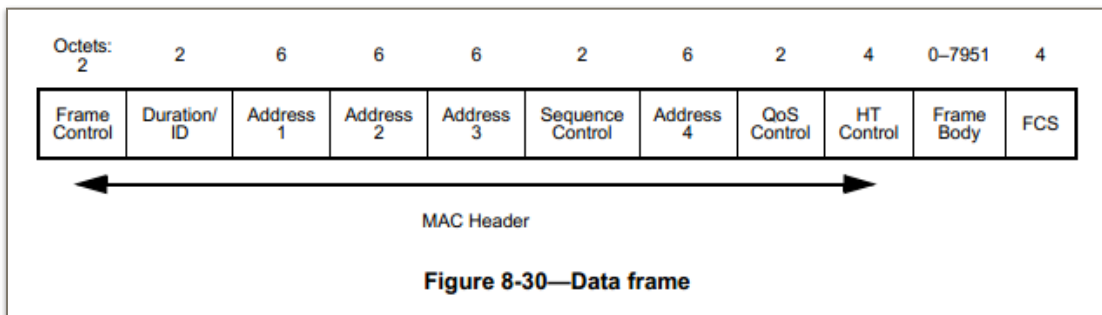 Octets:
2 2 6 6 6 2 6 2 4 0–7951 4
Frame Control Duration/ ID Address 1 Address 2 Address 3 Sequence Control Address 4 QoS Control HT Control Frame Body FCS
MAC Header
Figure 8-30—Data frame